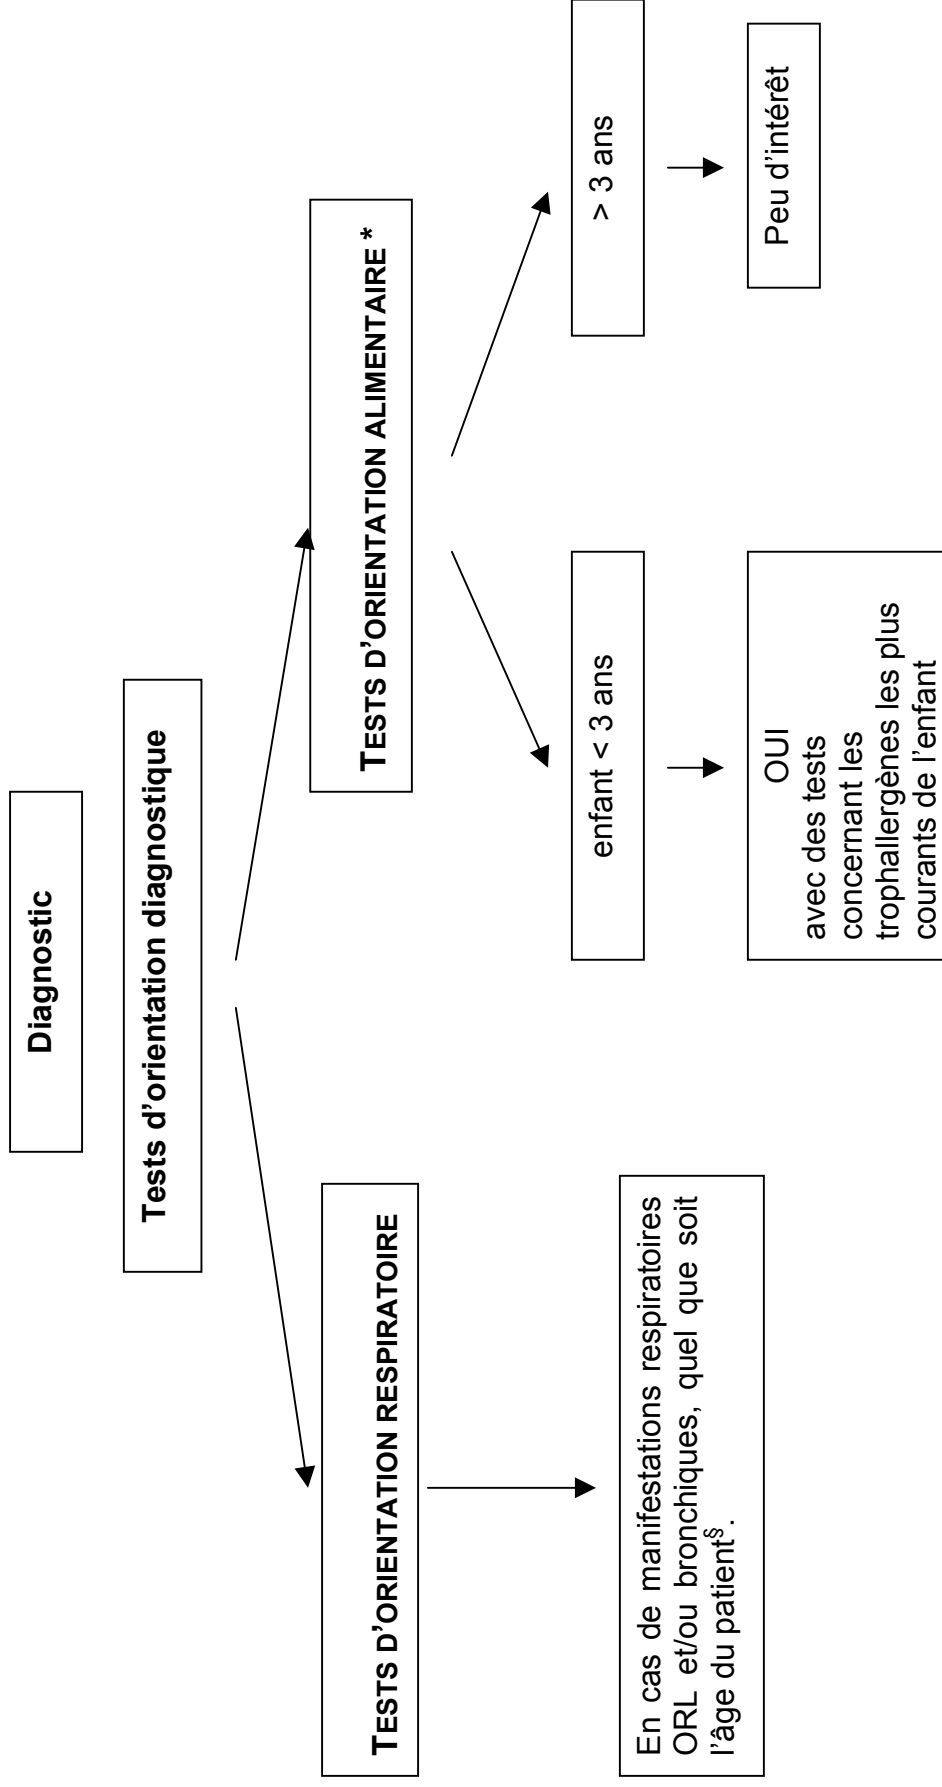 Diagnostic
Tests d’orientation diagnostique
TESTS D’ORIENTATION RESPIRATOIRE
TESTS D’ORIENTATION ALIMENTAIRE *
En cas de manifestations respiratoires
ORL et/ou bronchiques, quel que soit
l’âge du patient§.
enfant < 3 ans
> 3 ans
OUI
avec des tests
concernant les
trophallergènes les plus
courants de l’enfant
Peu d’intérêt